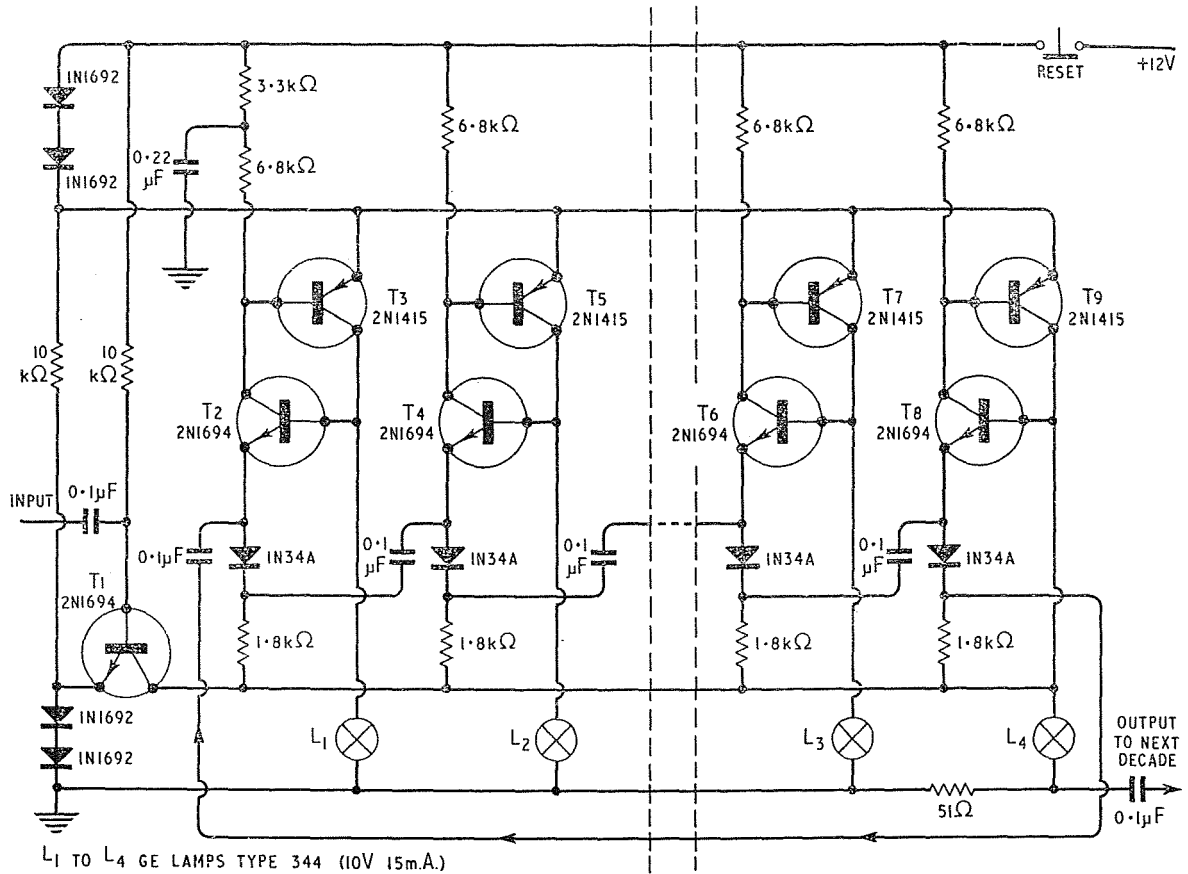 1N1692
1N1692
3·3kΩ
0·22
µF
6·8kΩ
6·8kΩ
6·8kΩ
6·8kΩ
RESET
+12V
T3
2N1415
T5
2N1415
T7
2N1415
T9
2N1415
10
kΩ
10
kΩ
T2
2N1694
T4
2N1694
T6
2N1694
T8
2N1694
INPUT
0·1µF
0·1µF
1N34A
0·1
µF
1N34A
0·1
µF
1N34A
0·1
µF
1N34A
T1
2N1694
1·8kΩ
1·8kΩ
1·8kΩ
1·8kΩ
1N1692
1N1692
L1
L2
L3
L4
OUTPUT
TO NEXT
DECADE
51Ω
0·1µF
L1 TO L4 GE LAMPS TYPE 344 (10V 15m.A.)